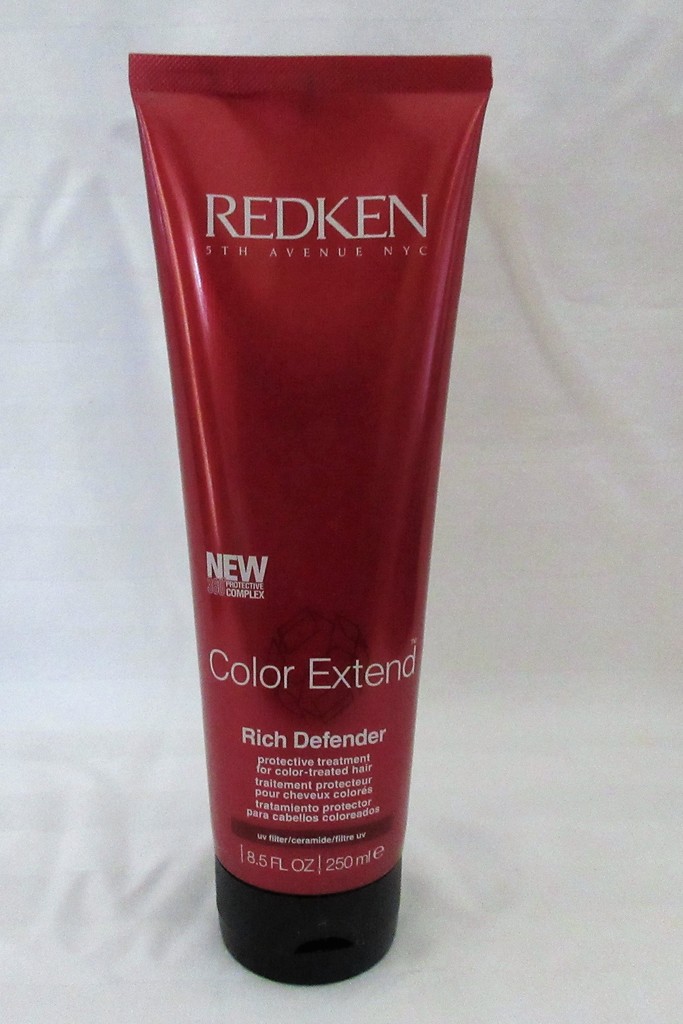 REDKEN
5TH AVENUE NYC
NEW
PROTECTIVE
COMPLEX
Color Extend™
Rich Defender
protective treatment
for color-treated hair
traitement protecteur
pour cheveux colorés
tratamiento protector
para cabellos coloreados
uv filter/ceramide/filtre uv
8.5 FL OZ | 250 ml ℮